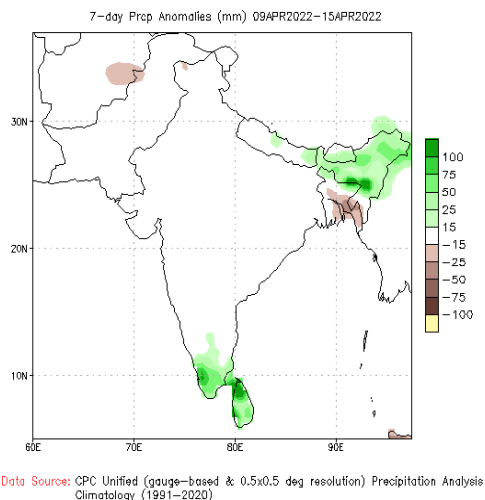 7-day Prcp Anomalies (mm) 09APR2022-15APR2022
30N
20N
10N
60E 70E 80E 90E
100
75
50
25
15
-15
-25
-50
-75
-100
Data Source: CPC Unified (gauge-based & 0.5x0.5 deg resolution) Precipitation Analysis
Climatology (1991-2020)